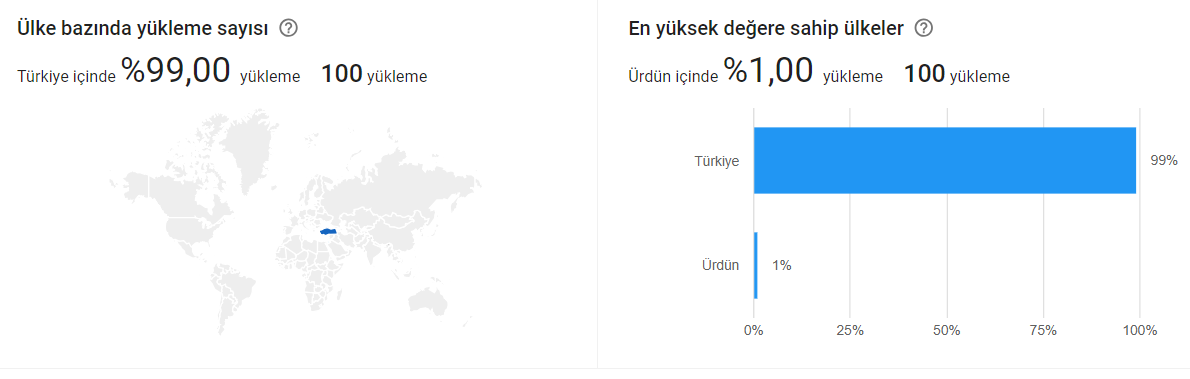 Ülke bazında yükleme sayısı ?
Türkiye içinde %99,00 yükleme 100 yükleme
En yüksek değere sahip ülkeler ?
Ürdün içinde %1,00 yükleme 100 yükleme
Türkiye 99%
Ürdün 1%
0% 25% 50% 75% 100%